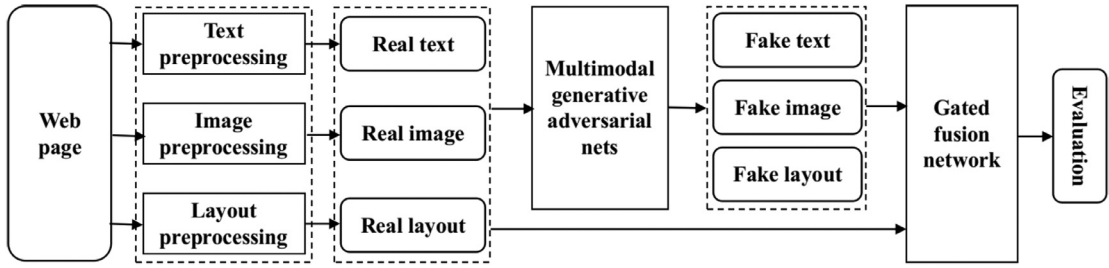 Web
page
Text
preprocessing
Image
preprocessing
Layout
preprocessing
Real text
Real image
Real layout
Multimodal
generative
adversarial
nets
Fake text
Fake image
Fake layout
Gated
fusion
network
Evaluation